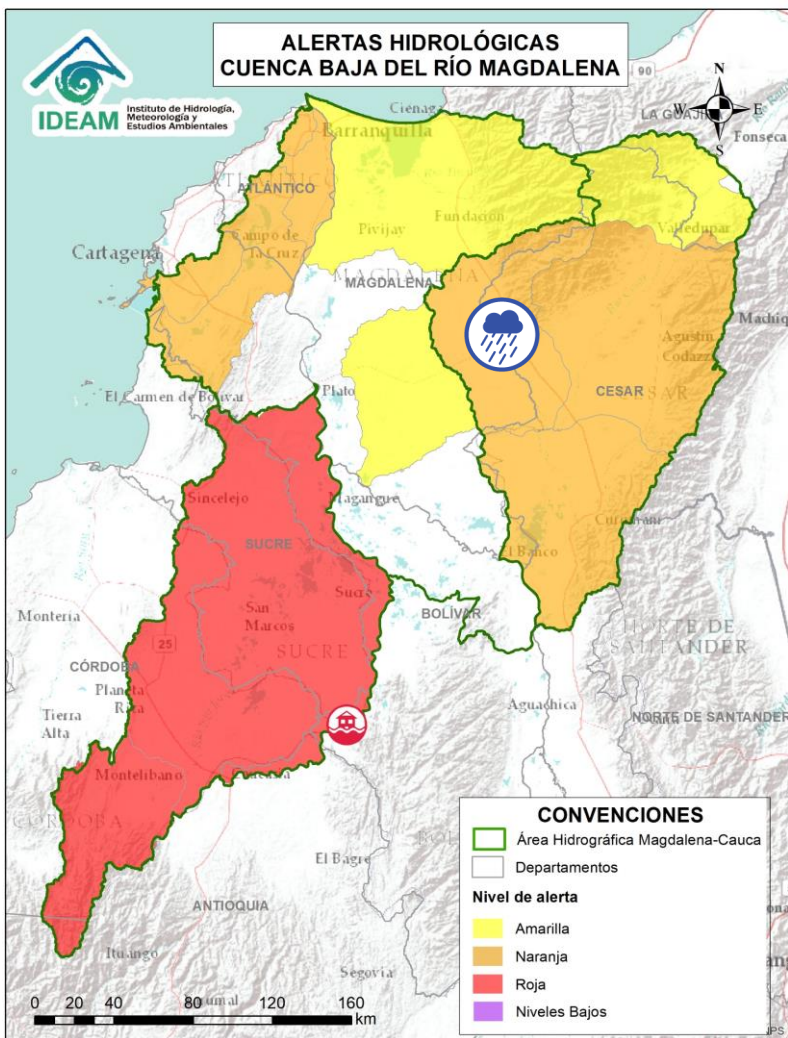 ALERTAS HIDROLÓGICAS
CUENCA BAJA DEL RÍO MAGDALENA
IDEAM
Instituto de Hidrología,
Meteorología y
Estudios Ambientales
90
N
W E
S
Ciénaga
LA GUAJIRA
Fonseca
Barranquilla
ATLÁNTICO
Valledupar
Pivijay
Fundación
Campo de
la Cruz
Cartagena
MAGDALENA
MAGDALENA
Machiq
Agustín
Codazzi
CESAR
El Carmen de Bolívar
Plato
Sincelejo
Magangue
Curumaní
SUCRE
El Banco
Sucre
BOLÍVAR
San
Marcos
Montería
SUCRE
NORTE DE
SANTANDER
25
CÓRDOBA
Planeta
Rica
Aguachica
NORTE DE SANTANDER
Tierra
Alta
Montelíbano
Caucasia
CÓRDOBA
El Bagre
ANTIOQUIA
Ituango
Segovia
CONVENCIONES
Área Hidrográfica Magdalena-Cauca
Departamentos
Nivel de alerta
Amarilla
Naranja
Roja
Niveles Bajos
0 20 40 80 120 160
km